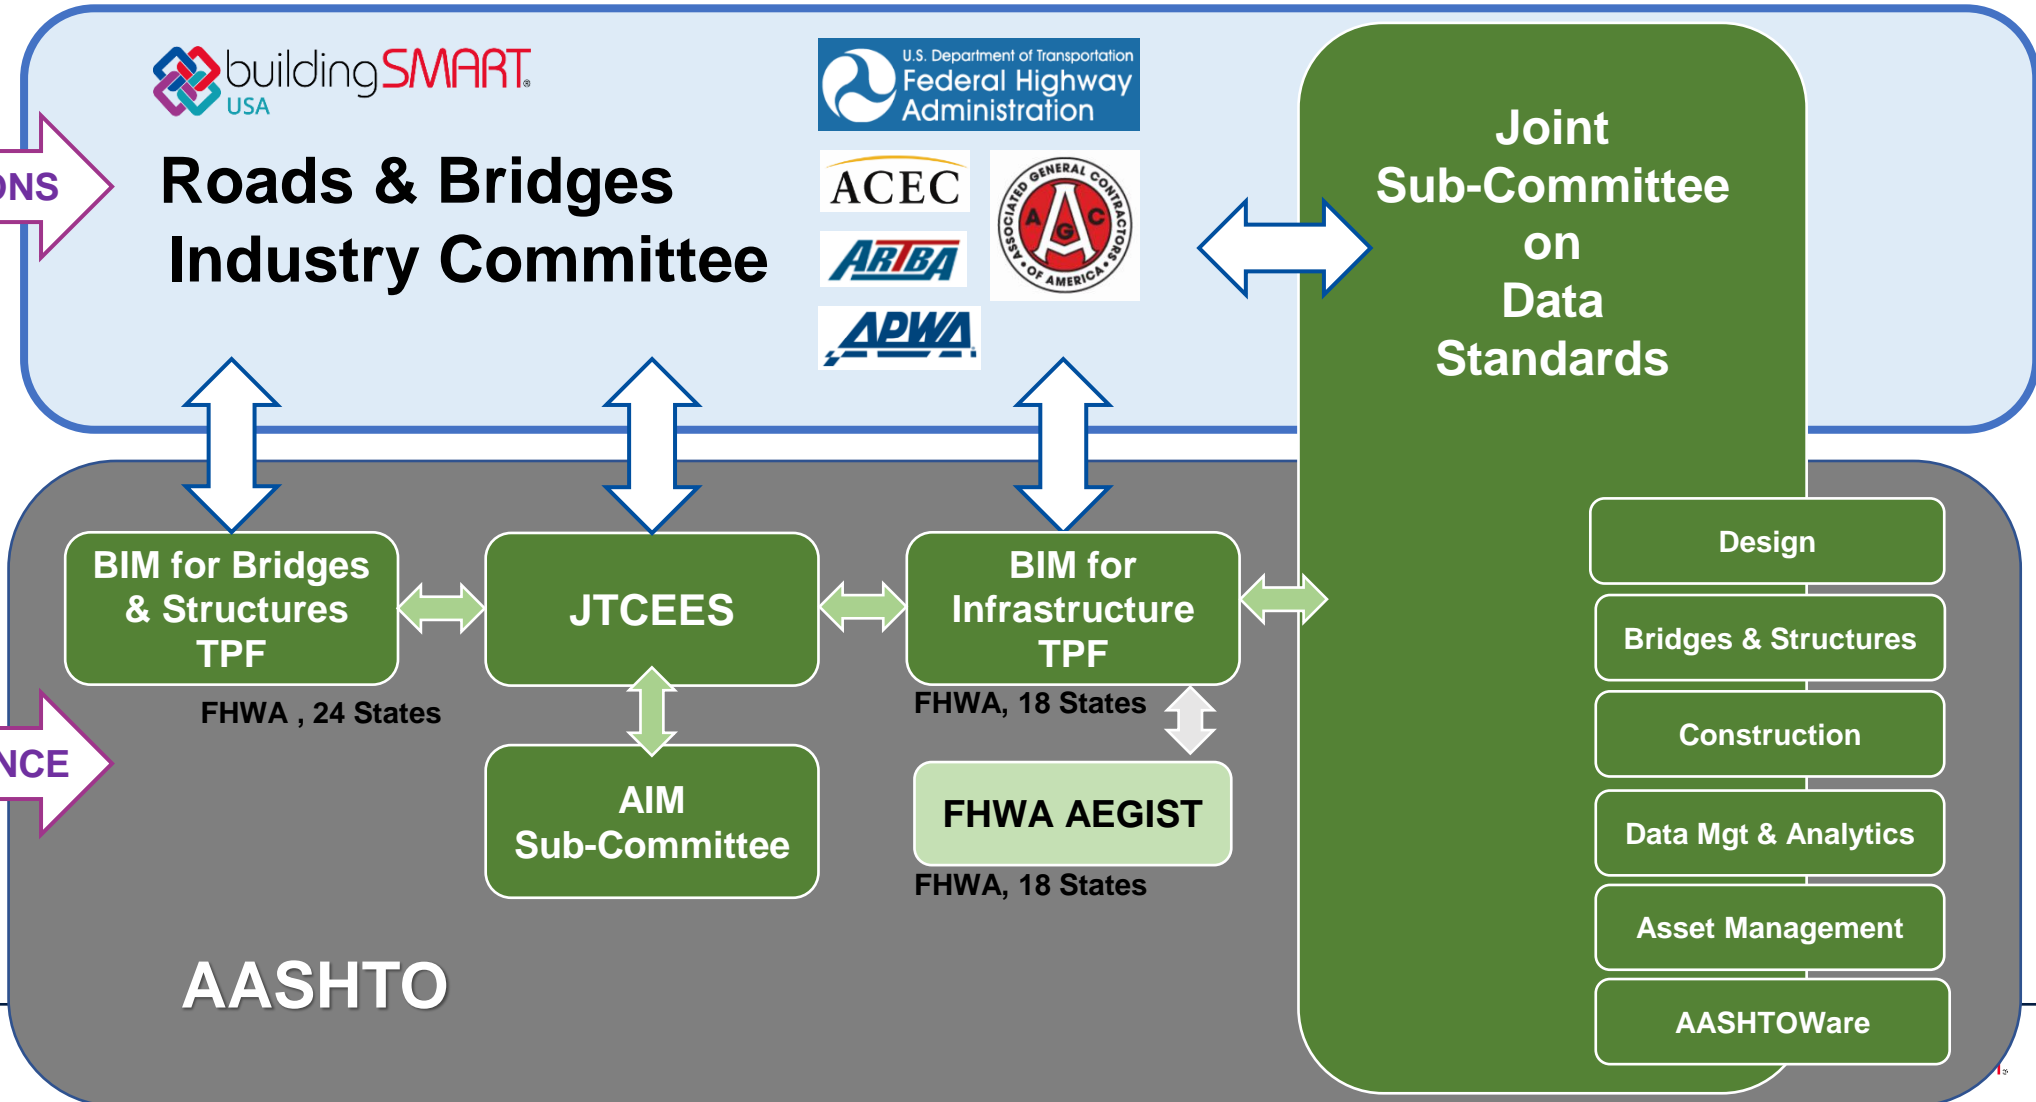 buildingSMART®
USA
U.S. Department of Transportation
Federal Highway
Administration
ONS
Roads & Bridges
Industry Committee
ACEC
ASSOCIATED GENERAL CONTRACTORS
AGC
OF AMERICA
ARTBA
APWA
Joint
Sub-Committee
on
Data
Standards
BIM for Bridges
& Structures
TPF
FHWA , 24 States
JTCEES
BIM for
Infrastructure
TPF
FHWA, 18 States
NCE
AIM
Sub-Committee
FHWA AEGIST
FHWA, 18 States
Design
Bridges & Structures
Construction
Data Mgt & Analytics
Asset Management
AASHTOWare
AASHTO